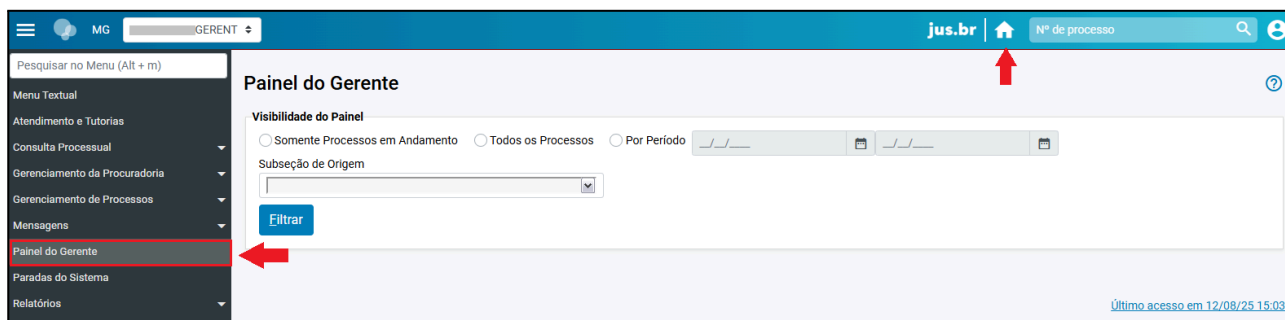 MG GERENT jus.br Nº de processo
Pesquisar no Menu (Alt + m)
Menu Textual
Atendimento e Tutorias
Consulta Processual
Gerenciamento da Procuradoria
Gerenciamento de Processos
Mensagens
Painel do Gerente
Paradas do Sistema
Relatórios
Painel do Gerente
Visibilidade do Painel
Somente Processos em Andamento Todos os Processos Por Período __/__/____ __/__/____
Subseção de Origem
Filtrar
Último acesso em 12/08/25 15:03